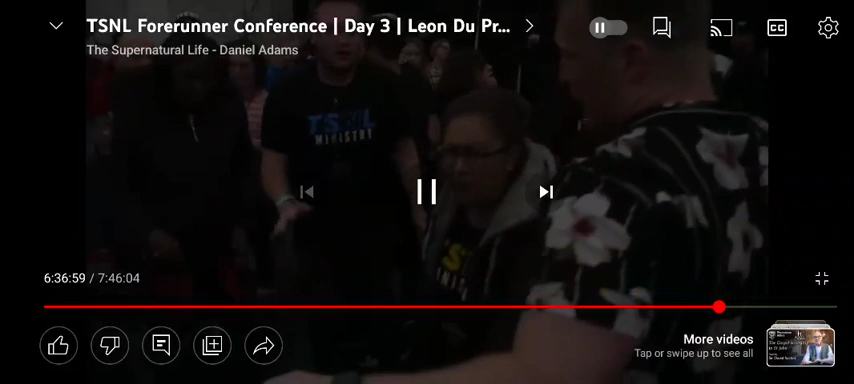 TSNL Forerunner Conference | Day 3 | Leon Du Pr...
The Supernatural Life - Daniel Adams
CC
TSNL
MINISTRY
6:36:59 / 7:46:04
More videos
Tap or swipe up to see all